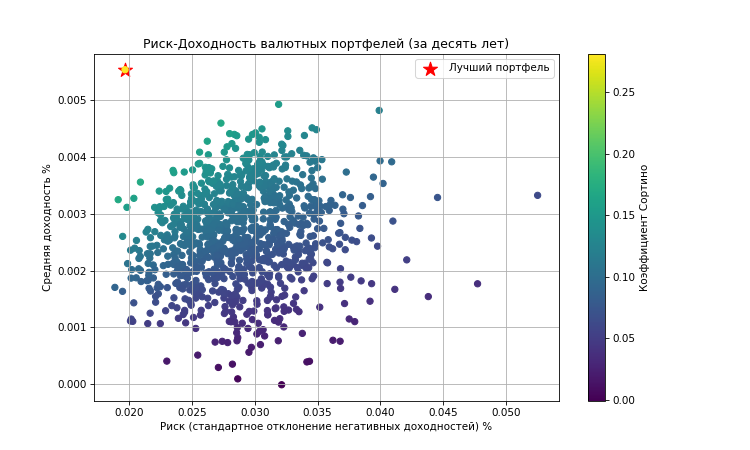 Риск-Доходность валютных портфелей (за десять лет)
Лучший портфель
Средняя доходность %
0.005
0.004
0.003
0.002
0.001
0.000
0.020 0.025 0.030 0.035 0.040 0.045 0.050
Риск (стандартное отклонение негативных доходностей) %
0.25
0.20
0.15
0.10
0.05
0.00
Коэффициент Сортино